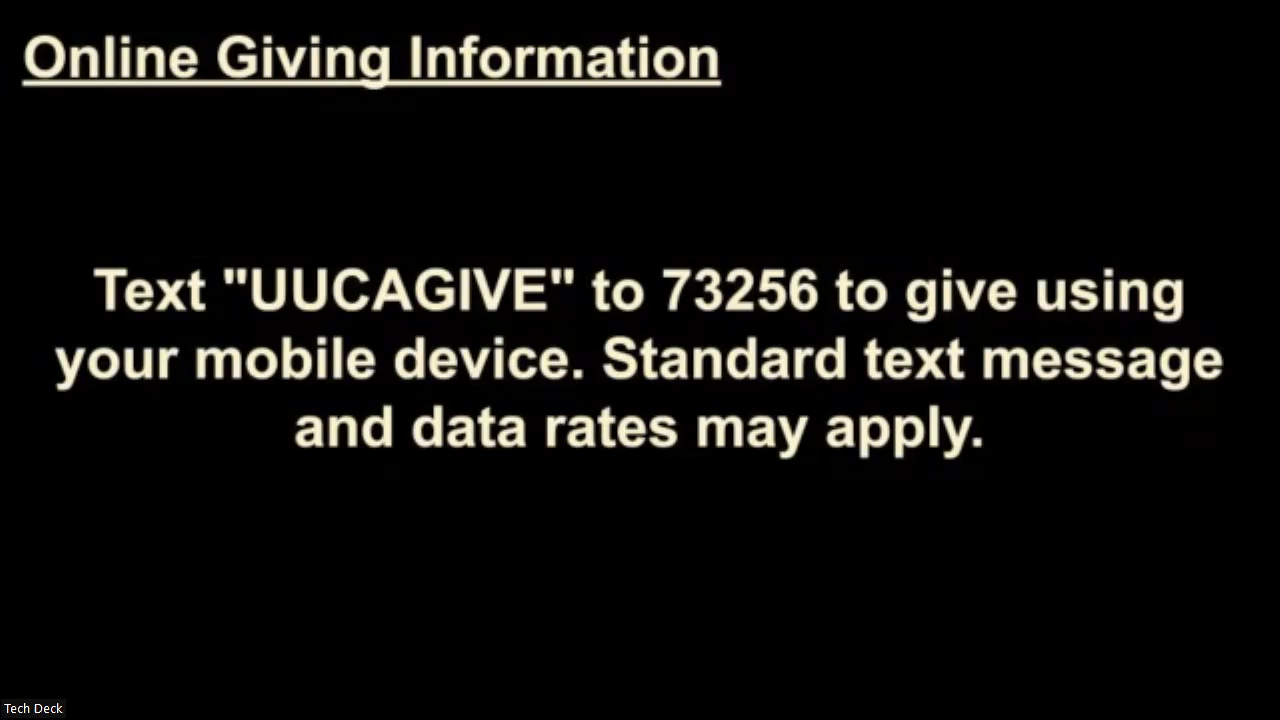 Online Giving Information
Text "UUCAGIVE" to 73256 to give using
your mobile device. Standard text message
and data rates may apply.
Tech Deck